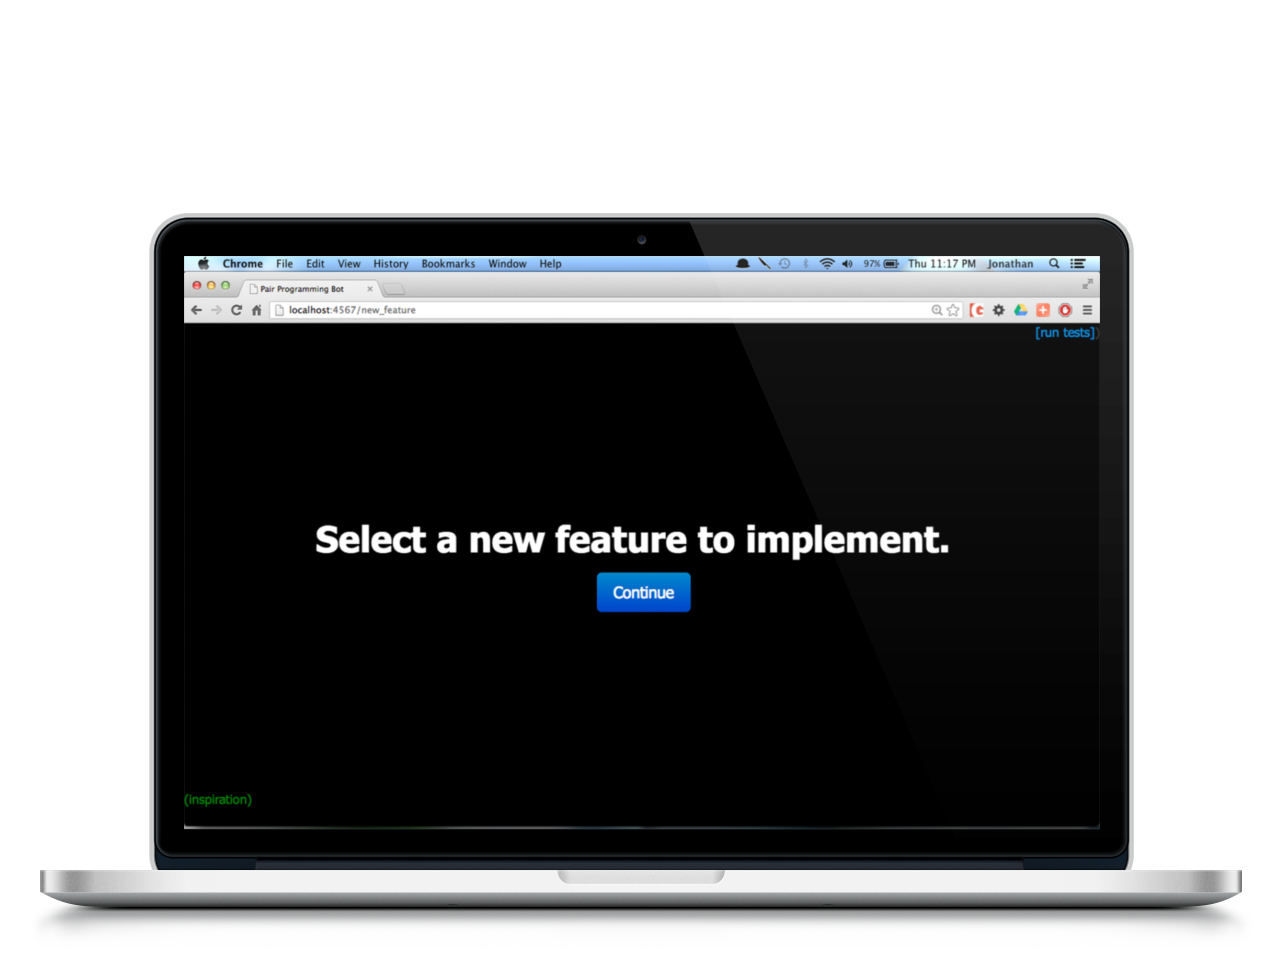 Chrome File Edit View History Bookmarks Window Help 97% Thu 11:17 PM Jonathan
Pair Programming Bot
localhost:4567/new_feature
[run tests])
Select a new feature to implement.
Continue
(inspiration)